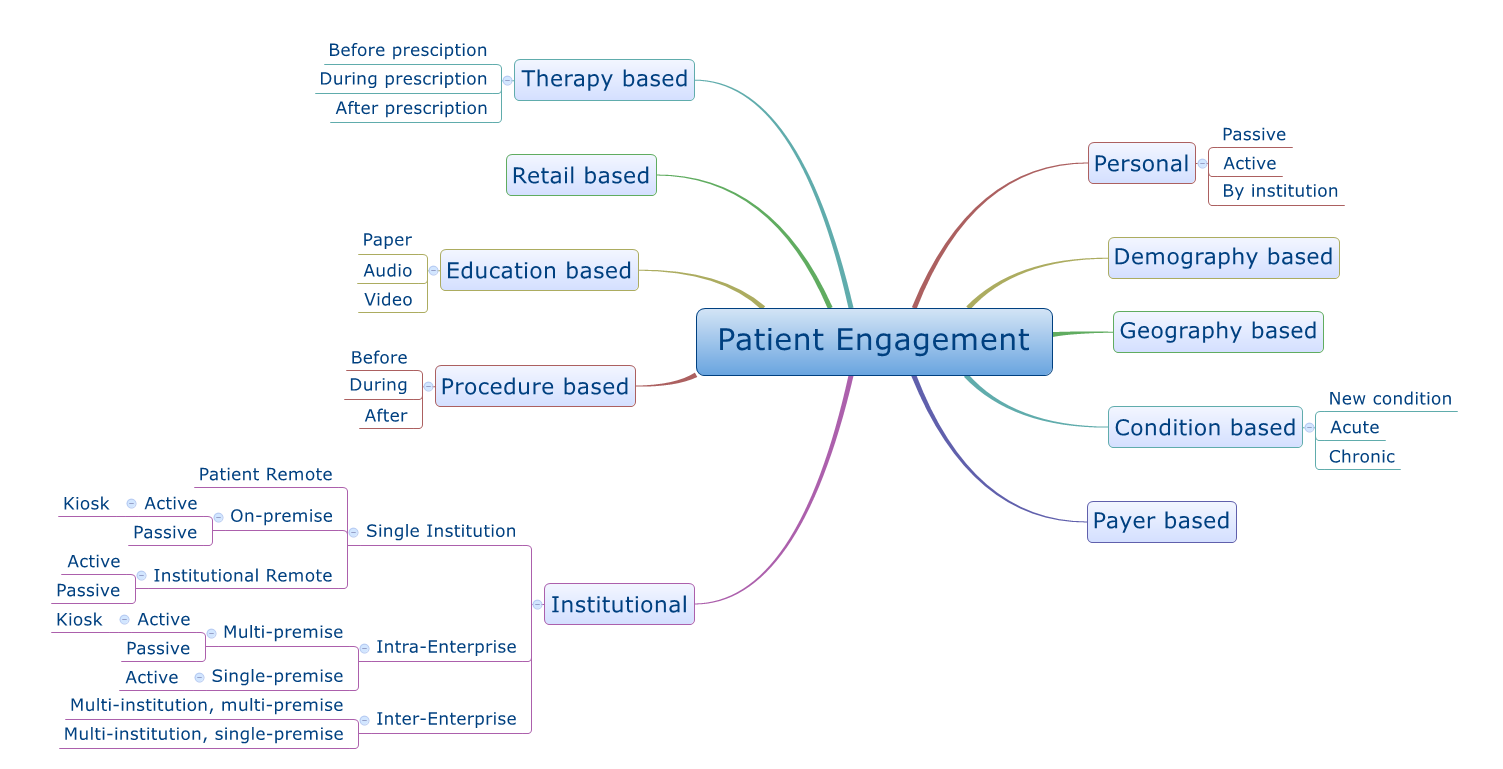 Patient Engagement
Therapy based
Before presciption
During prescription
After prescription
Retail based
Education based
Paper
Audio
Video
Procedure based
Before
During
After
Institutional
Single Institution
Patient Remote
On-premise
Active
Kiosk
Passive
Institutional Remote
Active
Passive
Intra-Enterprise
Multi-premise
Active
Kiosk
Passive
Single-premise
Active
Inter-Enterprise
Multi-institution, multi-premise
Multi-institution, single-premise
Personal
Passive
Active
By institution
Demography based
Geography based
Condition based
New condition
Acute
Chronic
Payer based